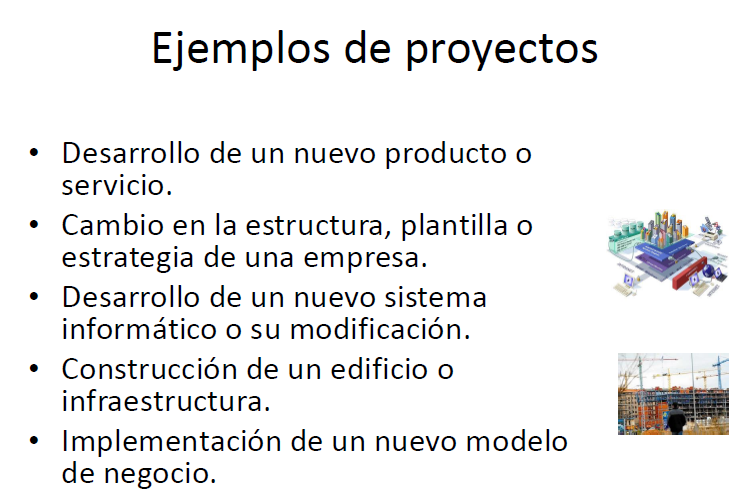 Ejemplos de proyectos
• Desarrollo de un nuevo producto o
servicio.
• Cambio en la estructura, plantilla o
estrategia de una empresa.
• Desarrollo de un nuevo sistema
informático o su modificación.
• Construcción de un edificio o
infraestructura.
• Implementación de un nuevo modelo
de negocio.